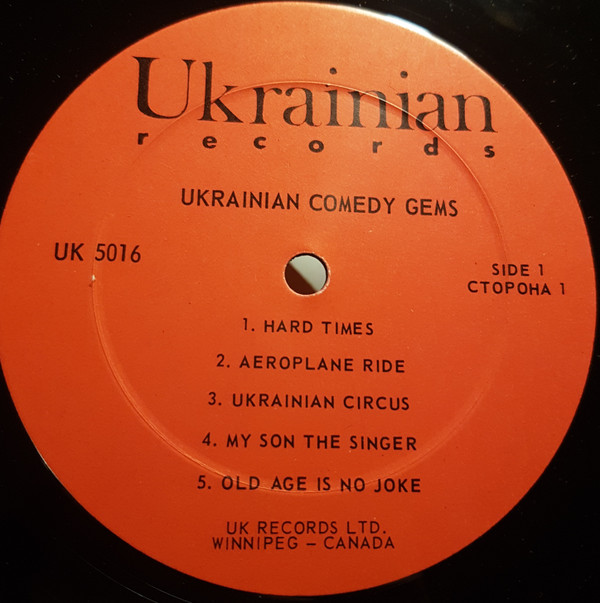 Ukrainian
records
UKRAINIAN COMEDY GEMS
UK 5016
SIDE 1
СТОРОНА 1
1. HARD TIMES
2. AEROPLANE RIDE
3. UKRAINIAN CIRCUS
4. MY SON THE SINGER
5. OLD AGE IS NO JOKE
UK RECORDS LTD.
WINNIPEG – CANADA